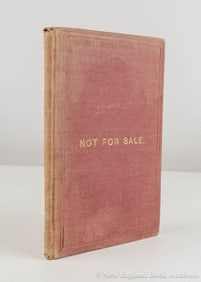 NOT FOR SALE.
© New England Book Auctions